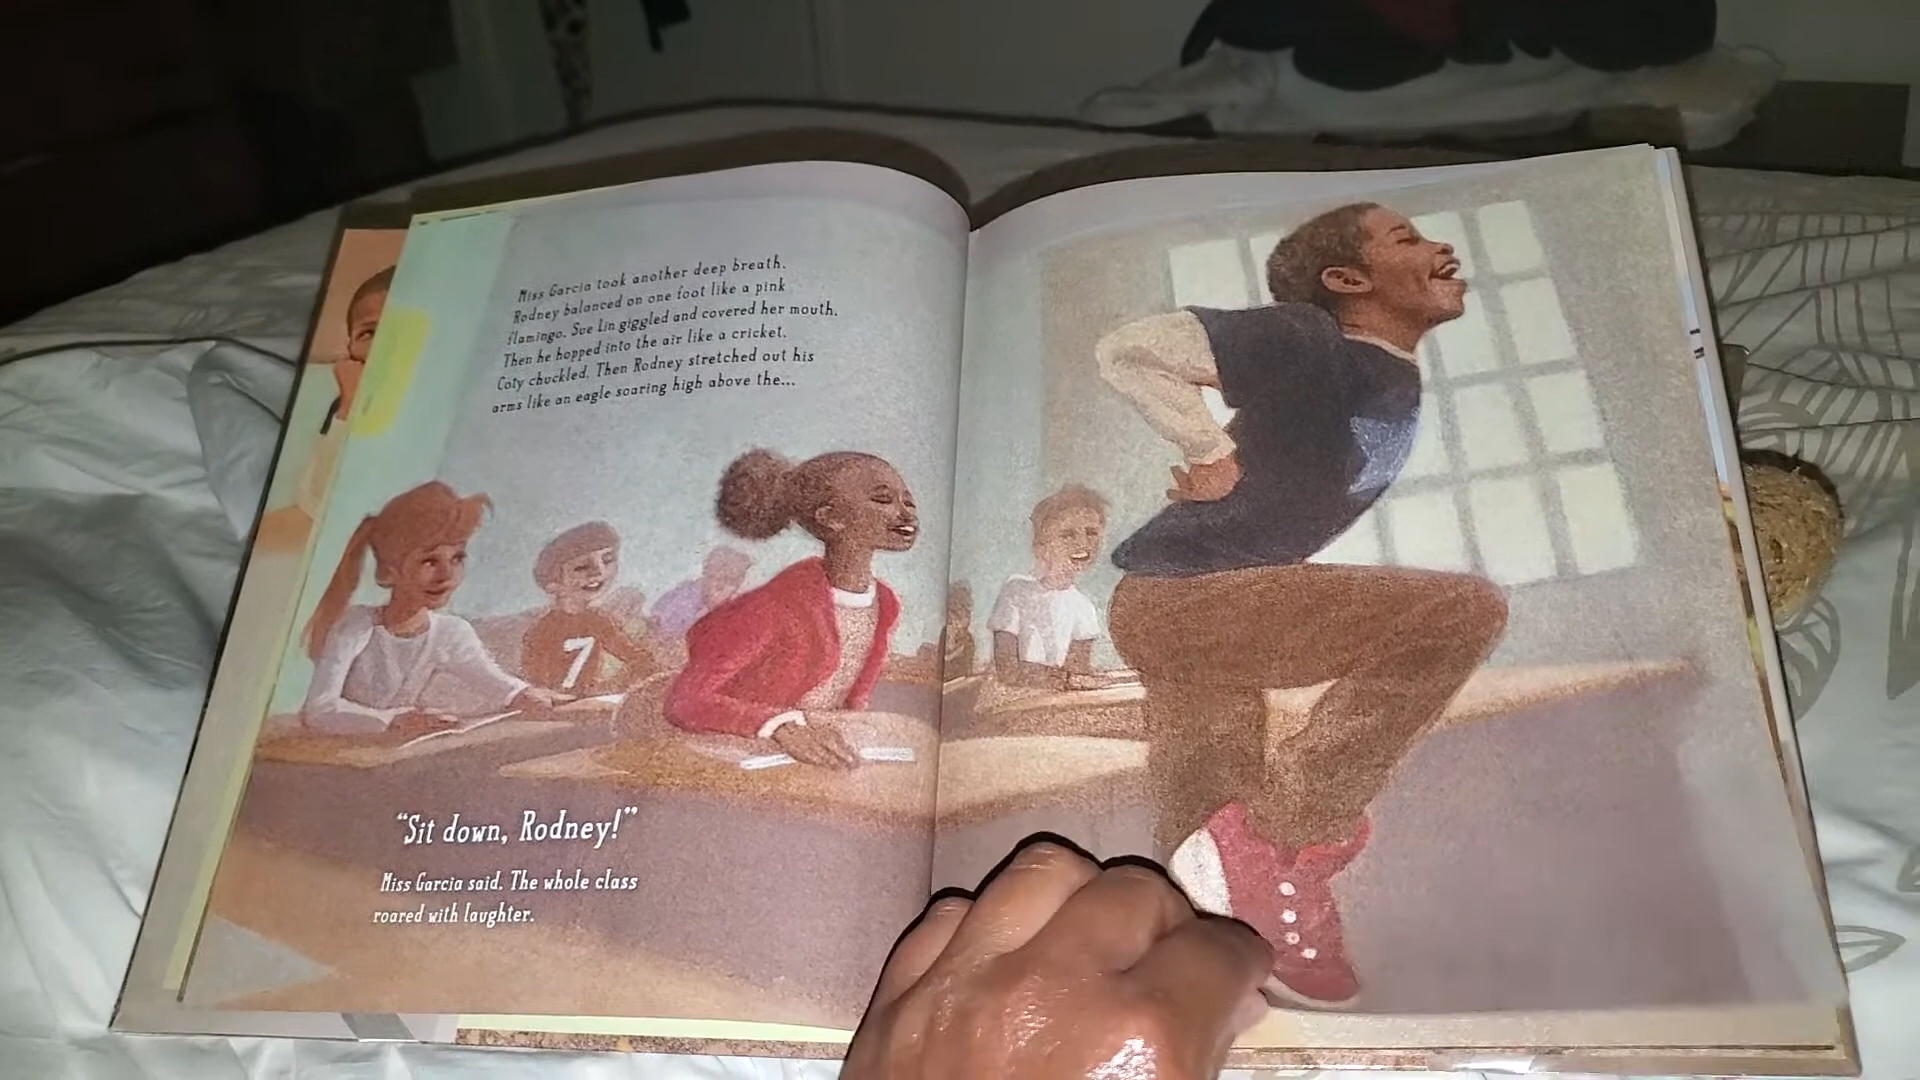 Miss Garcia took another deep breath.
Rodney balanced on one foot like a pink
flamingo. Sue Lin giggled and covered her mouth.
Then he hopped into the air like a cricket.
Coty chuckled. Then Rodney stretched out his
arms like an eagle soaring high above the...
7
“Sit down, Rodney!”
Miss Garcia said. The whole class
roared with laughter.